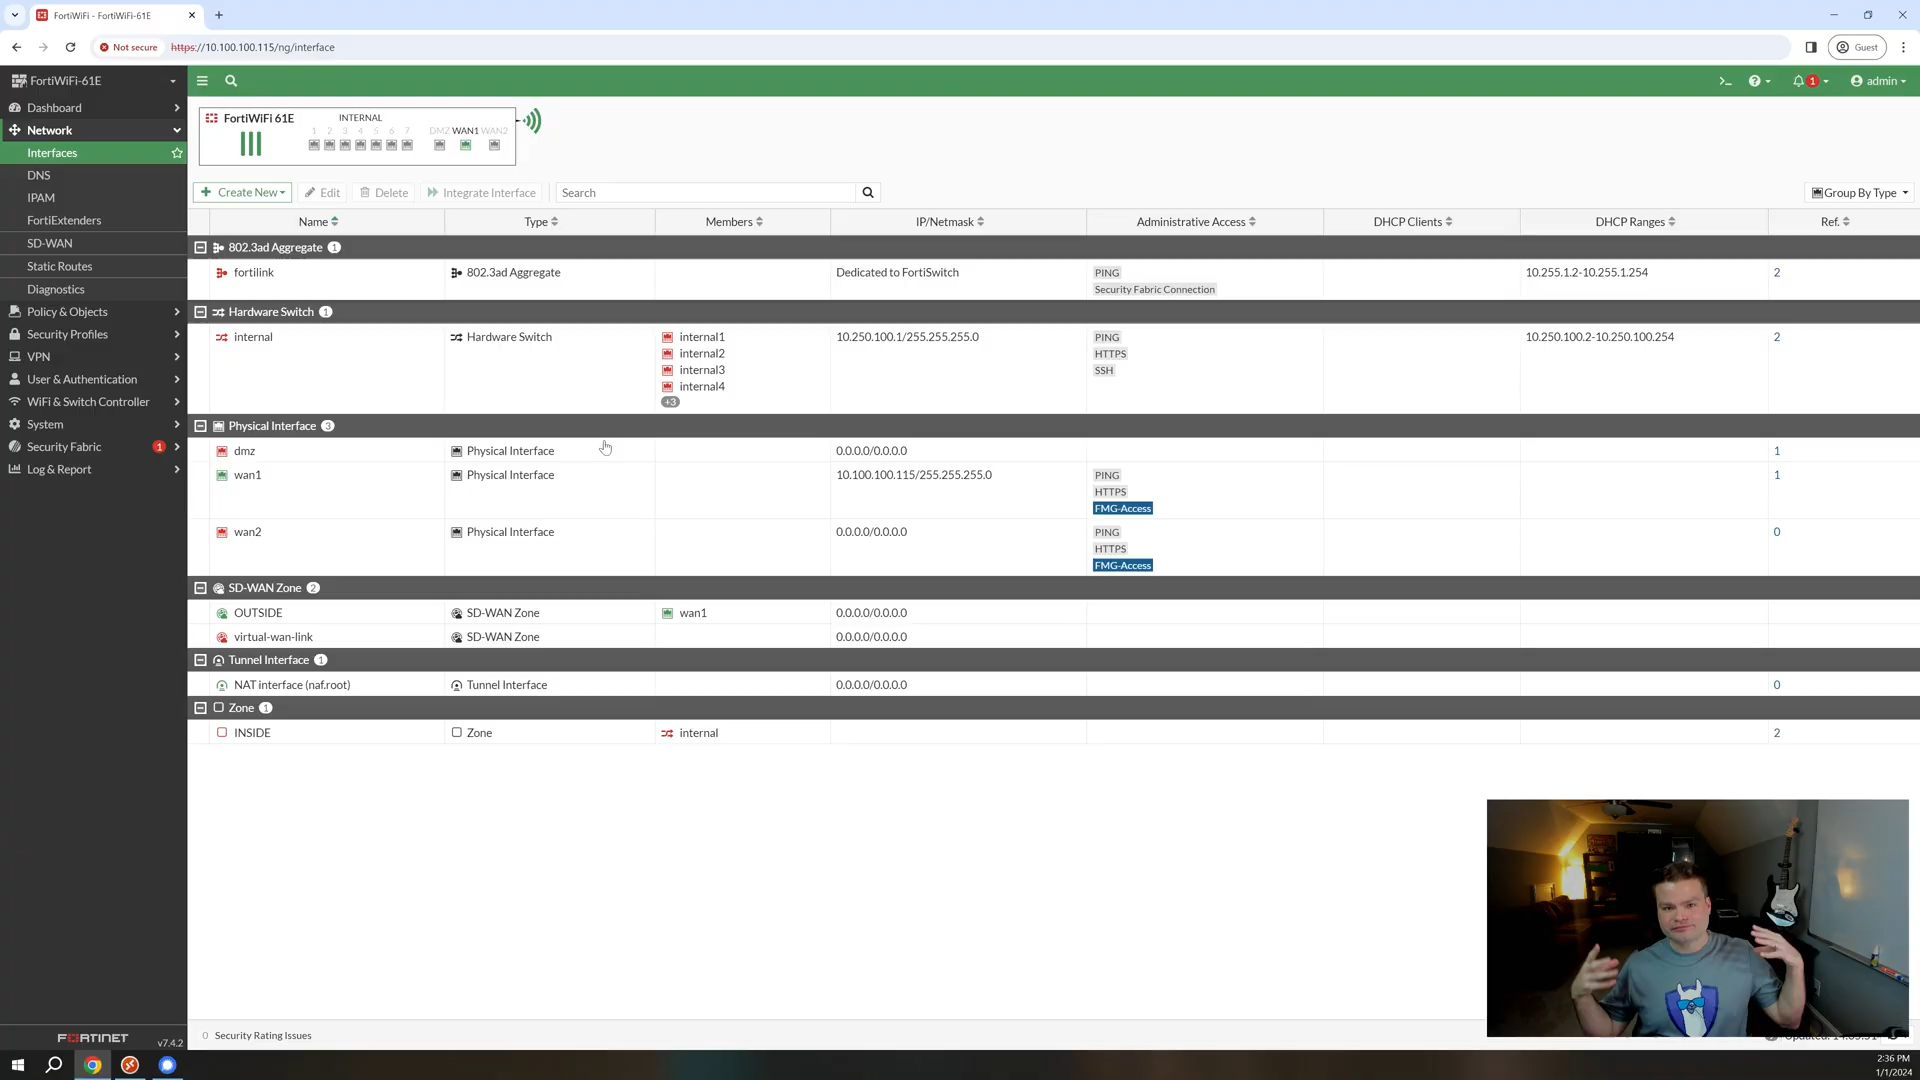 FortiWiFi - FortiWiFi-61E
Not secure
https://10.100.100.115/ng/interface
Guest
FortiWiFi-61E
1
admin
Dashboard
Network
Interfaces
DNS
IPAM
FortiExtenders
SD-WAN
Static Routes
Diagnostics
Policy & Objects
Security Profiles
VPN
User & Authentication
WiFi & Switch Controller
System
Security Fabric 1
Log & Report
FORTINET
v7.4.2
FortiWiFi 61E
INTERNAL
1 2 3 4 5 6 7 DMZ WAN1 WAN2
Create New Edit Delete Integrate Interface Search Group By Type
Name Type Members IP/Netmask Administrative Access DHCP Clients DHCP Ranges Ref.
802.3ad Aggregate 1
fortilink 802.3ad Aggregate Dedicated to FortiSwitch PING 10.255.1.2-10.255.1.254 2
Security Fabric Connection
Hardware Switch 1
internal Hardware Switch internal1 10.250.100.1/255.255.255.0 PING 10.250.100.2-10.250.100.254 2
internal2 HTTPS
internal3 SSH
internal4
+3
Physical Interface 3
dmz Physical Interface 0.0.0.0/0.0.0.0 1
wan1 Physical Interface 10.100.100.115/255.255.255.0 PING 1
HTTPS
FMG-Access
wan2 Physical Interface 0.0.0.0/0.0.0.0 PING 0
HTTPS
FMG-Access
SD-WAN Zone 2
OUTSIDE SD-WAN Zone wan1 0.0.0.0/0.0.0.0
virtual-wan-link SD-WAN Zone 0.0.0.0/0.0.0.0
Tunnel Interface 1
NAT interface (naf.root) Tunnel Interface 0.0.0.0/0.0.0.0 0
Zone 1
INSIDE Zone internal 2
0 Security Rating Issues
2:36 PM
1/1/2024